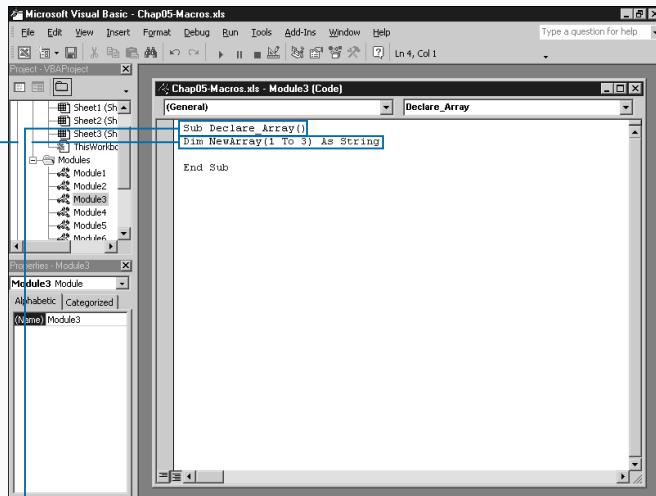 Microsoft Visual Basic - Chap05-Macros.xls
File Edit View Insert Format Debug Run Tools Add-Ins Window Help
Type a question for help
Ln 4, Col 1
Project - VBAProject
Sheet1 (Sh
Sheet2 (Sh
Sheet3 (Sh
ThisWorkbo
Modules
Module1
Module2
Module3
Module4
Module5
Module6
Properties - Module3
Module3 Module
Alphabetic Categorized
(Name) Module3
Chap05-Macros.xls - Module3 (Code)
(General) Declare_Array
Sub Declare_Array()
Dim NewArray(1 To 3) As String
End Sub